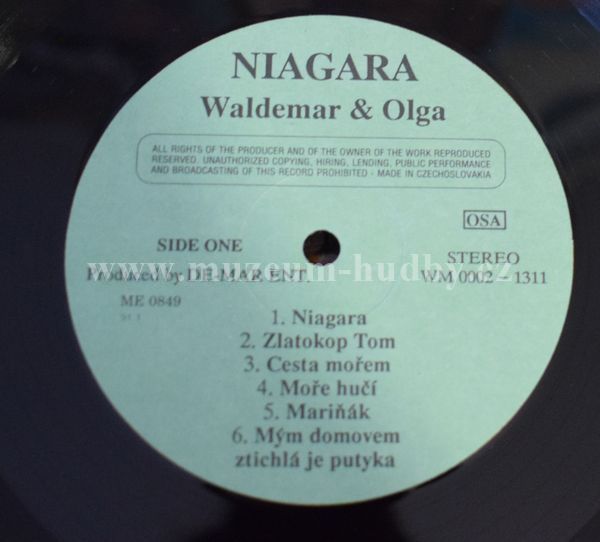 NIAGARA
Waldemar & Olga
ALL RIGHTS OF THE PRODUCER AND OF THE OWNER OF THE WORK REPRODUCED
RESERVED. UNAUTHORIZED COPYING, HIRING, LENDING, PUBLIC PERFORMANCE
AND BROADCASTING OF THIS RECORD PROHIBITED - MADE IN CZECHOSLOVAKIA
OSA
SIDE ONE
STEREO
www.muzeum-hudby.cz
Produced by DE-MAR ENT.
WM 0002 - 1311
ME 0849
1. Niagara
2. Zlatokop Tom
3. Cesta mořem
4. Moře hučí
5. Mariňák
6. Mým domovem
ztichlá je putyka